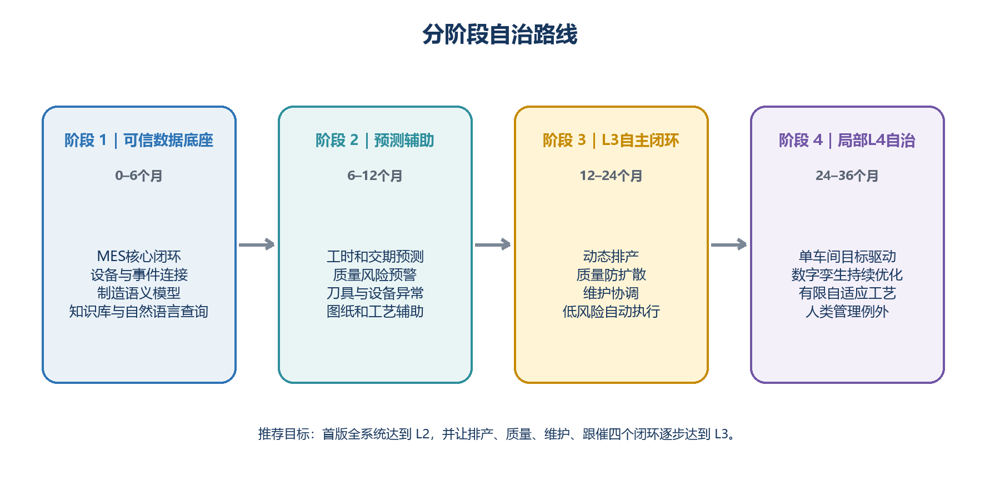 分阶段自治路线
阶段 1｜可信数据底座
0–6个月
MES核心闭环
设备与事件连接
制造语义模型
知识库与自然语言查询
阶段 2｜预测辅助
6–12个月
工时和交期预测
质量风险预警
刀具与设备异常
图纸和工艺辅助
阶段 3｜L3自主闭环
12–24个月
动态排产
质量防扩散
维护协调
低风险自动执行
阶段 4｜局部L4自治
24–36个月
单车间目标驱动
数字孪生持续优化
有限自适应工艺
人类管理例外
推荐目标：首版全系统达到 L2，并让排产、质量、维护、跟催四个闭环逐步达到 L3。